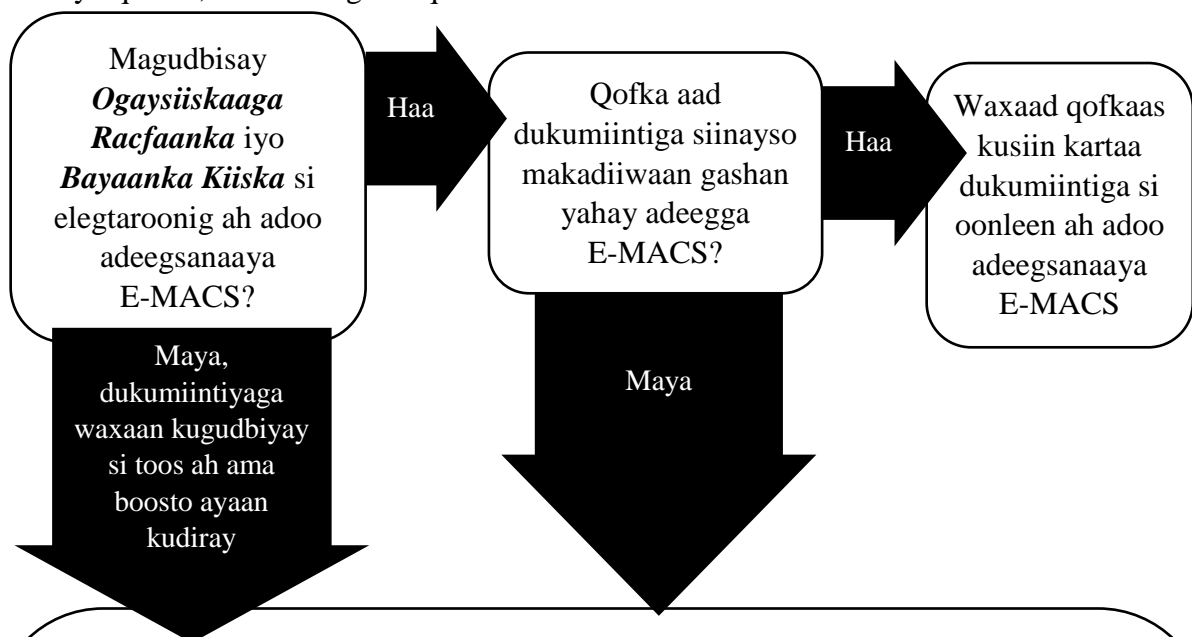 Magudbisay
Ogaysiiskaaga
Racfaanka iyo
Bayaanka Kiiska si
elegtaroonig ah adoo
adeegsanaaya
E-MACS?
Haa
Qofka aad
dukumiintiga siinayso
makadiiwaan gashan
yahay adeegga
E-MACS?
Haa
Waxaad qofkaas
kusiin kartaa
dukumiintiga si
oonleen ah adoo
adeegsanaaya
E-MACS
Maya,
dukumiintiyaga
waxaan kugudbiyay
si toos ah ama
boosto ayaan
kudiray
Maya